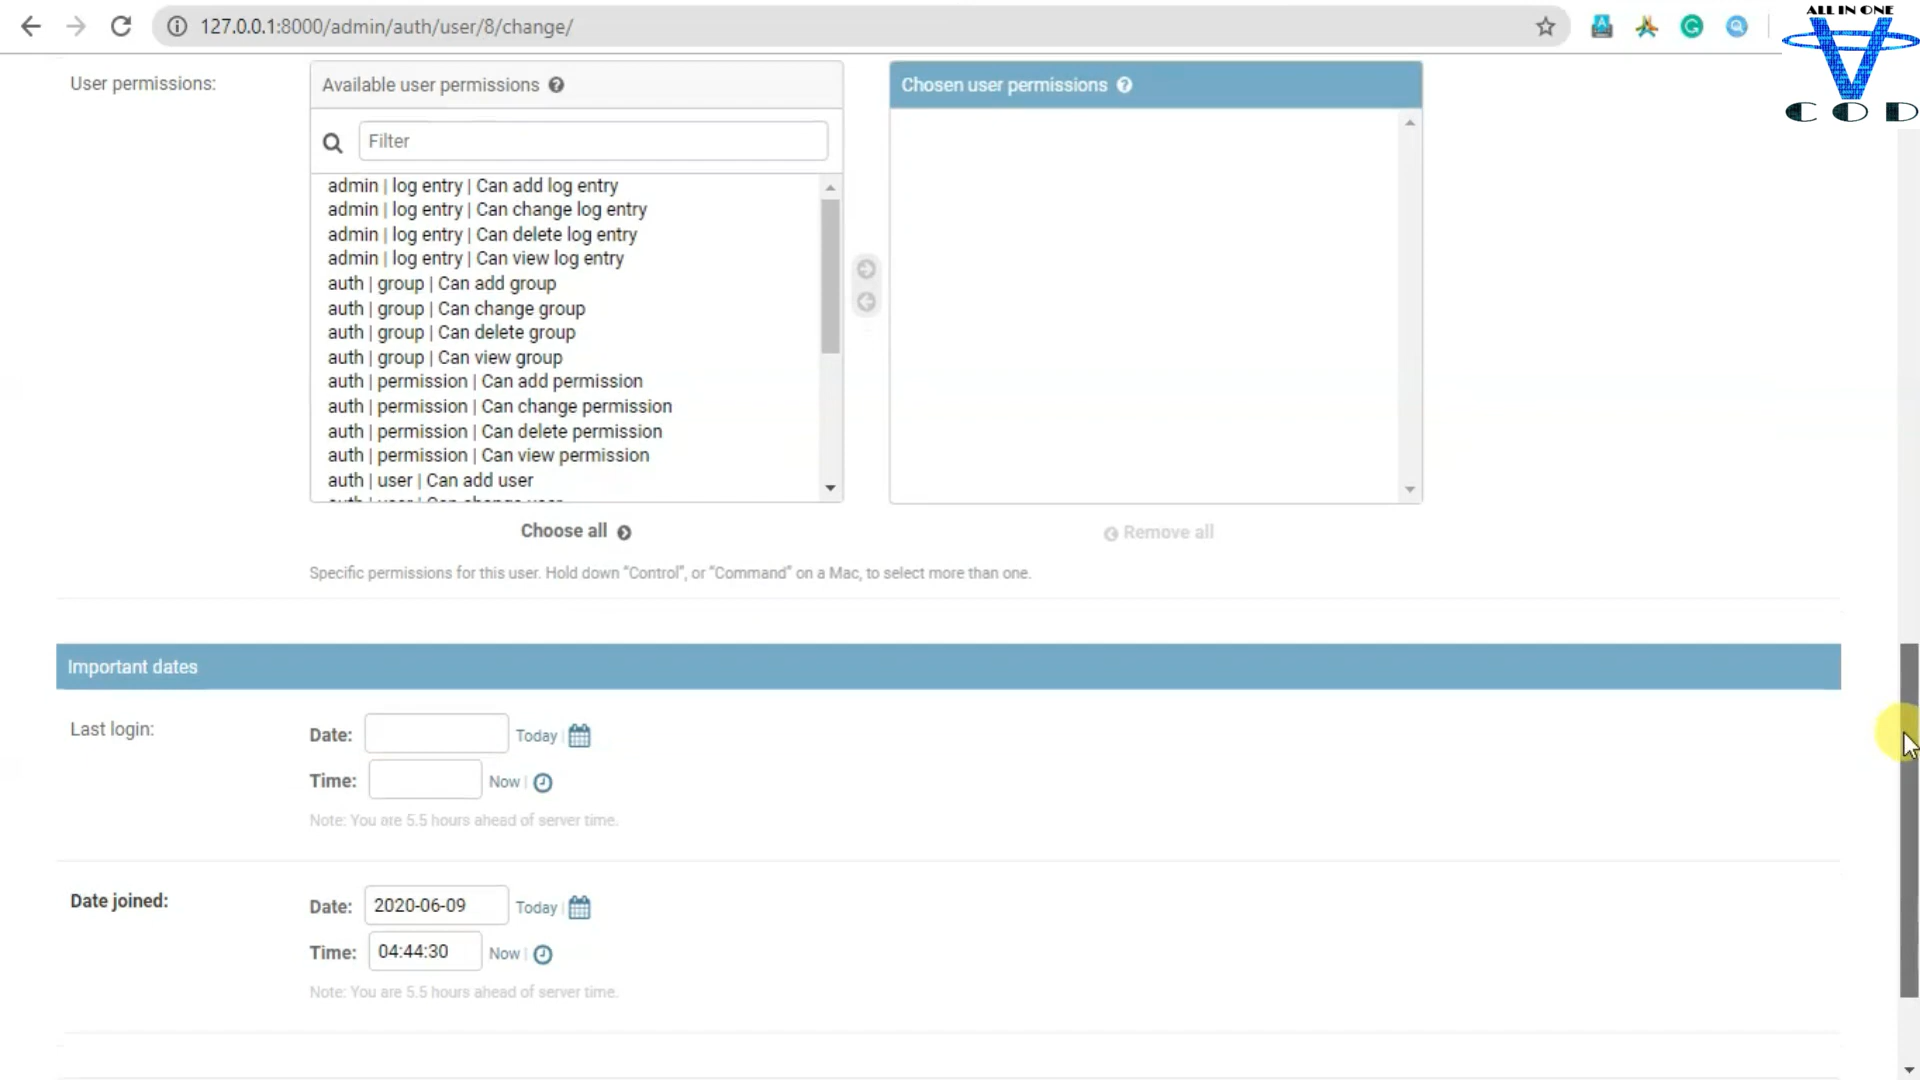 127.0.0.1:8000/admin/auth/user/8/change/
ALL IN ONE
V
COD
User permissions:
Available user permissions
Chosen user permissions
Filter
admin | log entry | Can add log entry
admin | log entry | Can change log entry
admin | log entry | Can delete log entry
admin | log entry | Can view log entry
auth | group | Can add group
auth | group | Can change group
auth | group | Can delete group
auth | group | Can view group
auth | permission | Can add permission
auth | permission | Can change permission
auth | permission | Can delete permission
auth | permission | Can view permission
auth | user | Can add user
auth | user | Can change user
Choose all
Remove all
Specific permissions for this user. Hold down “Control”, or “Command” on a Mac, to select more than one.
Important dates
Last login:
Date: Today |
Time: Now |
Note: You are 5.5 hours ahead of server time.
Date joined:
Date: 2020-06-09 Today |
Time: 04:44:30 Now |
Note: You are 5.5 hours ahead of server time.